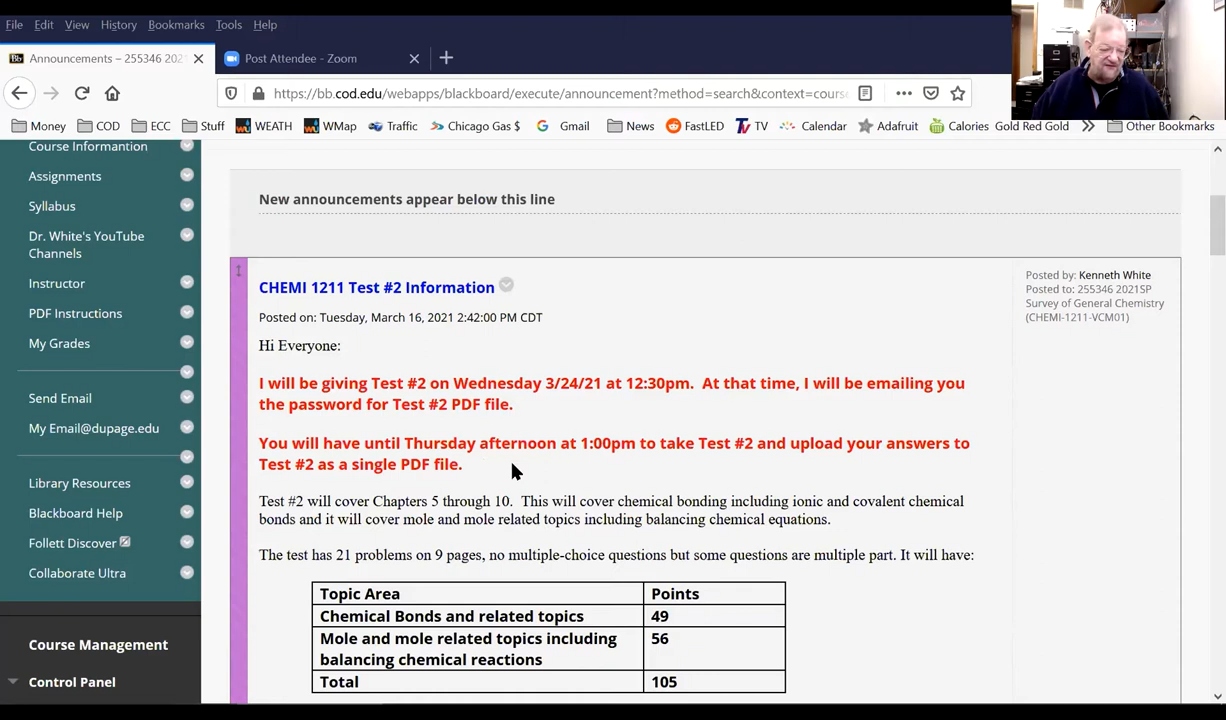 File Edit View History Bookmarks Tools Help
Bb Announcements – 255346 202
Post Attendee - Zoom
https://bb.cod.edu/webapps/blackboard/execute/announcement?method=search&context=cours
Money COD ECC Stuff WEATH WMap Traffic Chicago Gas $ Gmail News FastLED TV Calendar Adafruit Calories Gold Red Gold Other Bookmarks
Course Information
Assignments
Syllabus
Dr. White's YouTube
Channels
Instructor
PDF Instructions
My Grades
Send Email
My Email@dupage.edu
Library Resources
Blackboard Help
Follett Discover
Collaborate Ultra
Course Management
Control Panel
New announcements appear below this line
CHEMI 1211 Test #2 Information
Posted on: Tuesday, March 16, 2021 2:42:00 PM CDT
Hi Everyone:
I will be giving Test #2 on Wednesday 3/24/21 at 12:30pm. At that time, I will be emailing you
the password for Test #2 PDF file.
You will have until Thursday afternoon at 1:00pm to take Test #2 and upload your answers to
Test #2 as a single PDF file.
Test #2 will cover Chapters 5 through 10. This will cover chemical bonding including ionic and covalent chemical
bonds and it will cover mole and mole related topics including balancing chemical equations.
The test has 21 problems on 9 pages, no multiple-choice questions but some questions are multiple part. It will have:
Topic Area Points
Chemical Bonds and related topics 49
Mole and mole related topics including 56
balancing chemical reactions
Total 105
Posted by: Kenneth White
Posted to: 255346 2021SP
Survey of General Chemistry
(CHEMI-1211-VCM01)